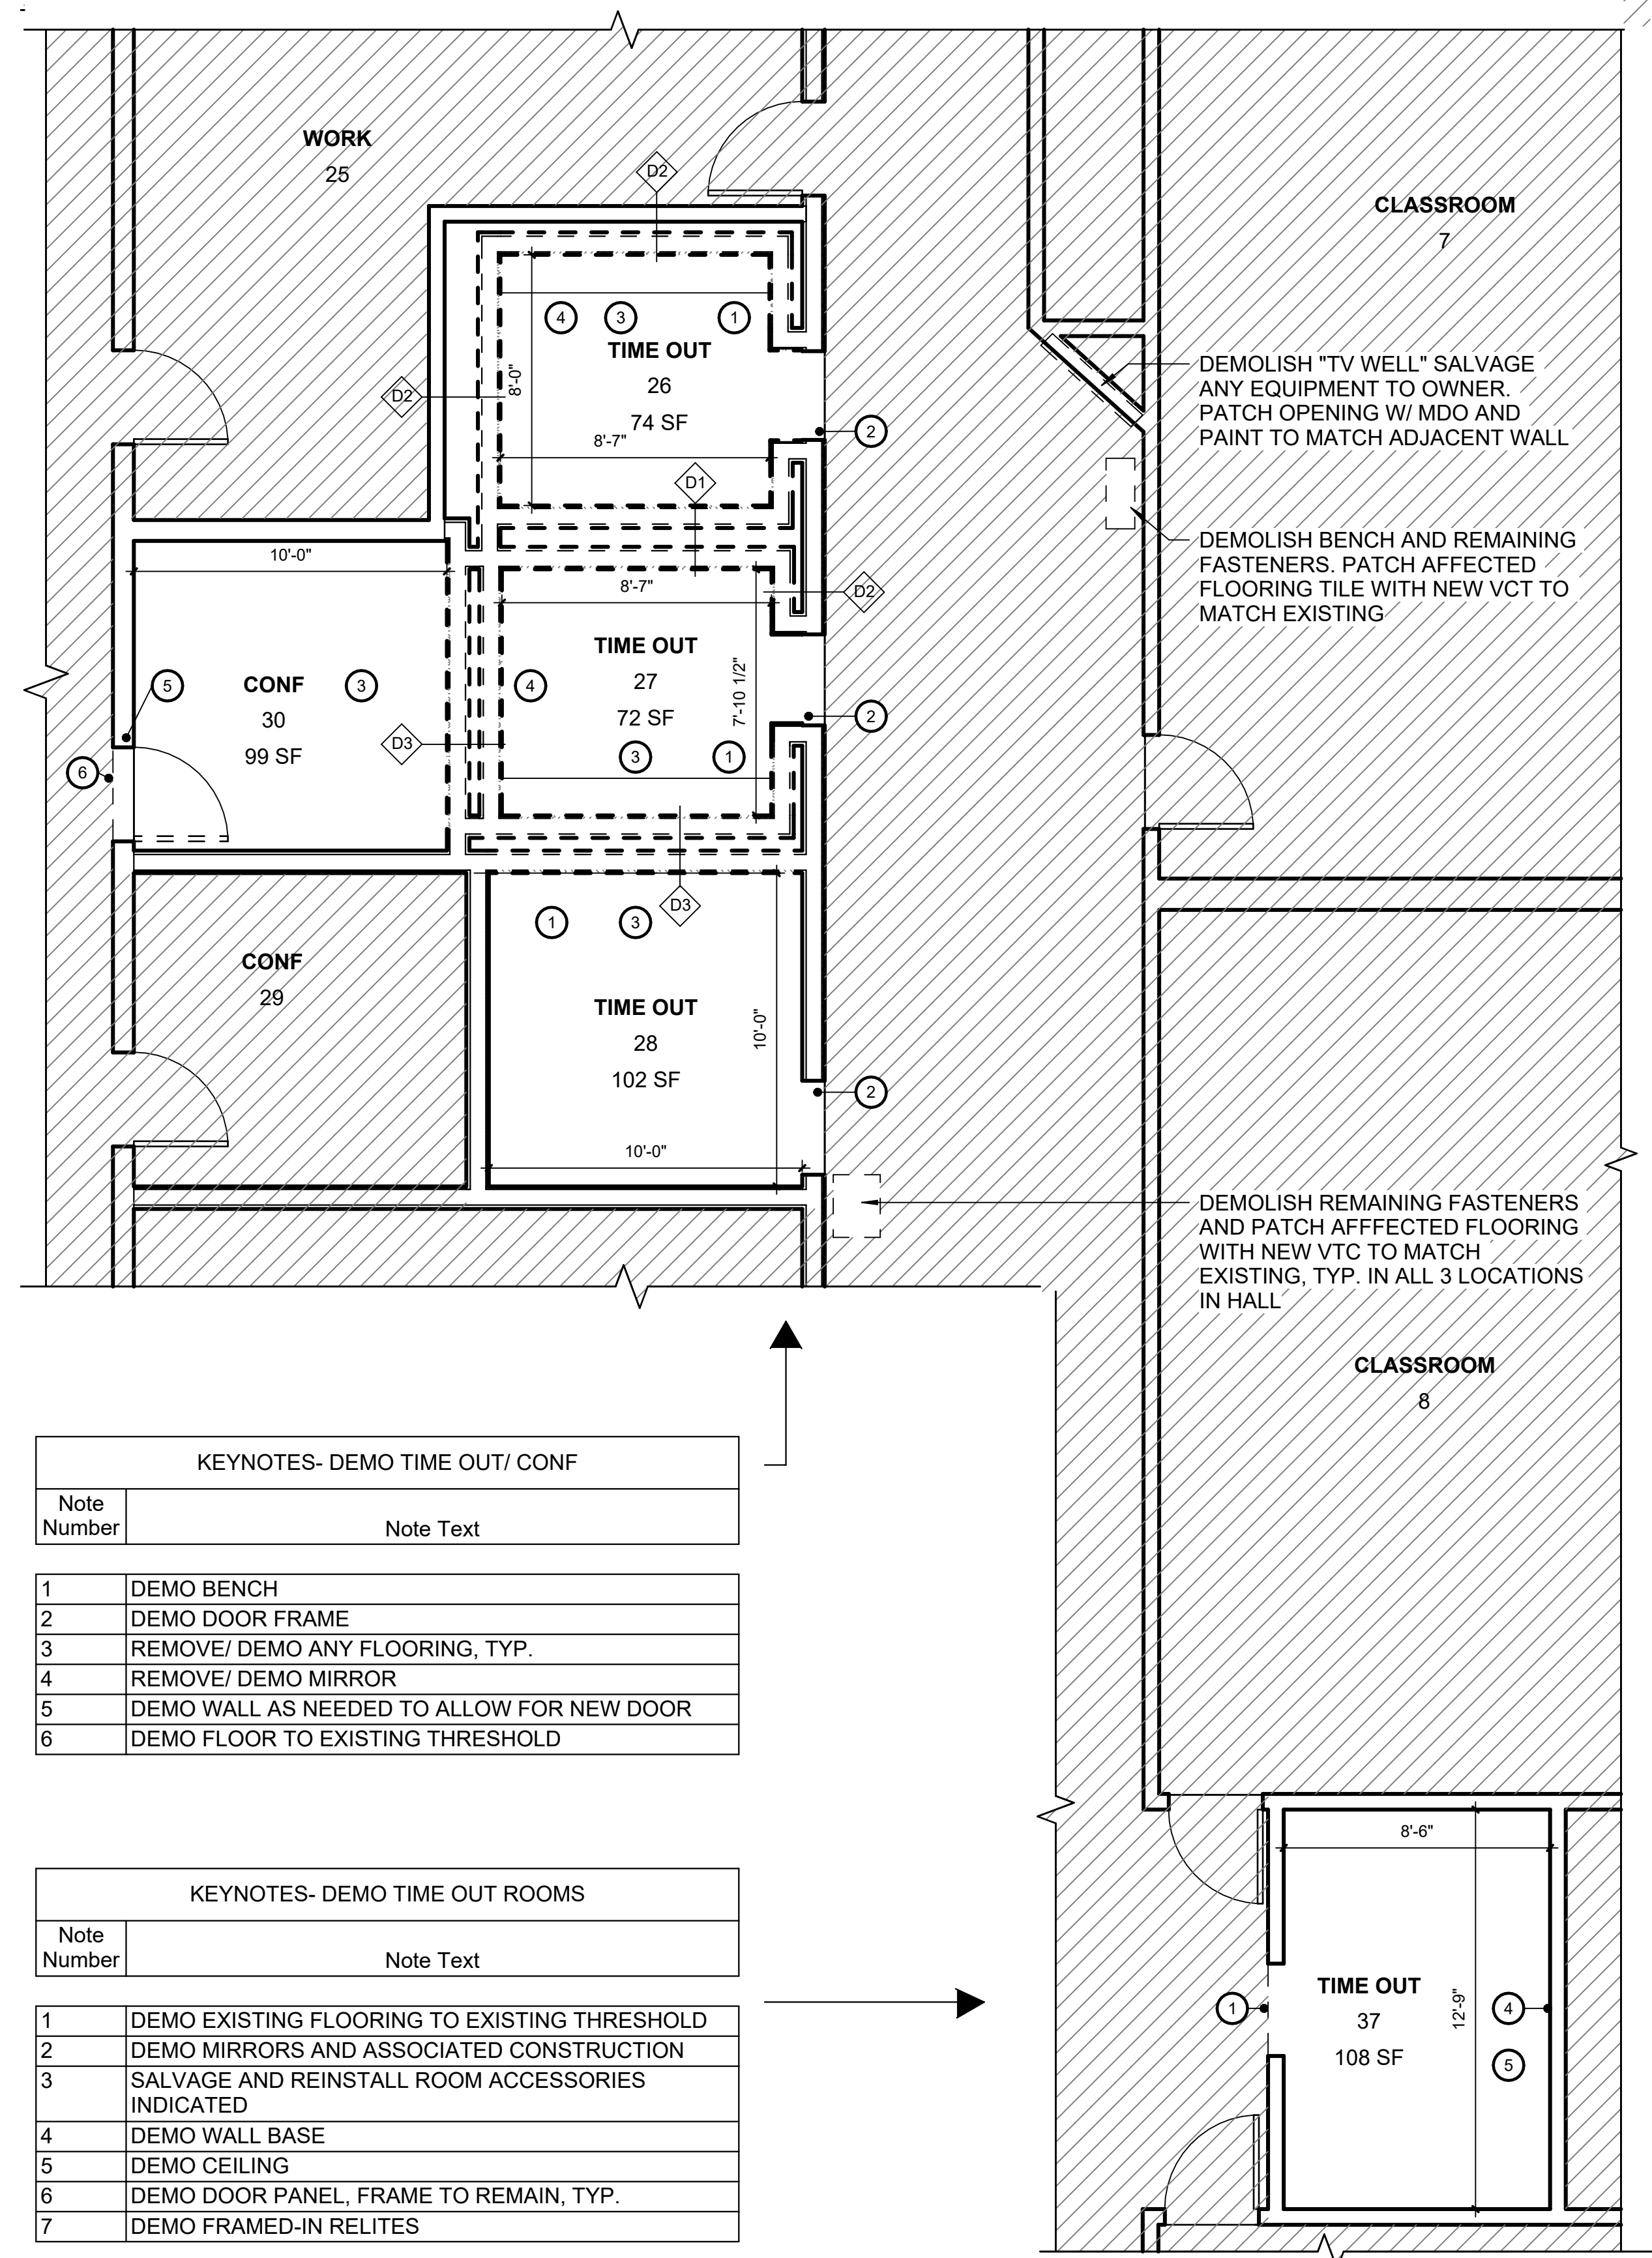 WORK
25
D2
CLASSROOM
7
4
3
1
TIME OUT
26
74 SF
8'-0"
8'-7"
D2
2
DEMOLISH "TV WELL" SALVAGE
ANY EQUIPMENT TO OWNER.
PATCH OPENING W/ MDO AND
PAINT TO MATCH ADJACENT WALL
D1
DEMOLISH BENCH AND REMAINING
FASTENERS. PATCH AFFECTED
FLOORING TILE WITH NEW VCT TO
MATCH EXISTING
10'-0"
8'-7"
D2
TIME OUT
27
72 SF
7'-10 1/2"
4
3
1
2
5
CONF
30
99 SF
3
6
D3
D3
1
3
CONF
29
TIME OUT
28
102 SF
10'-0"
10'-0"
2
DEMOLISH REMAINING FASTENERS
AND PATCH AFFFECTED FLOORING
WITH NEW VTC TO MATCH
EXISTING, TYP. IN ALL 3 LOCATIONS
IN HALL
CLASSROOM
8
KEYNOTES- DEMO TIME OUT/ CONF
Note
Number
Note Text
1 DEMO BENCH
2 DEMO DOOR FRAME
3 REMOVE/ DEMO ANY FLOORING, TYP.
4 REMOVE/ DEMO MIRROR
5 DEMO WALL AS NEEDED TO ALLOW FOR NEW DOOR
6 DEMO FLOOR TO EXISTING THRESHOLD
KEYNOTES- DEMO TIME OUT ROOMS
Note
Number
Note Text
1 DEMO EXISTING FLOORING TO EXISTING THRESHOLD
2 DEMO MIRRORS AND ASSOCIATED CONSTRUCTION
3 SALVAGE AND REINSTALL ROOM ACCESSORIES
INDICATED
4 DEMO WALL BASE
5 DEMO CEILING
6 DEMO DOOR PANEL, FRAME TO REMAIN, TYP.
7 DEMO FRAMED-IN RELITES
8'-6"
TIME OUT
37
108 SF
12'-9"
1
4
5